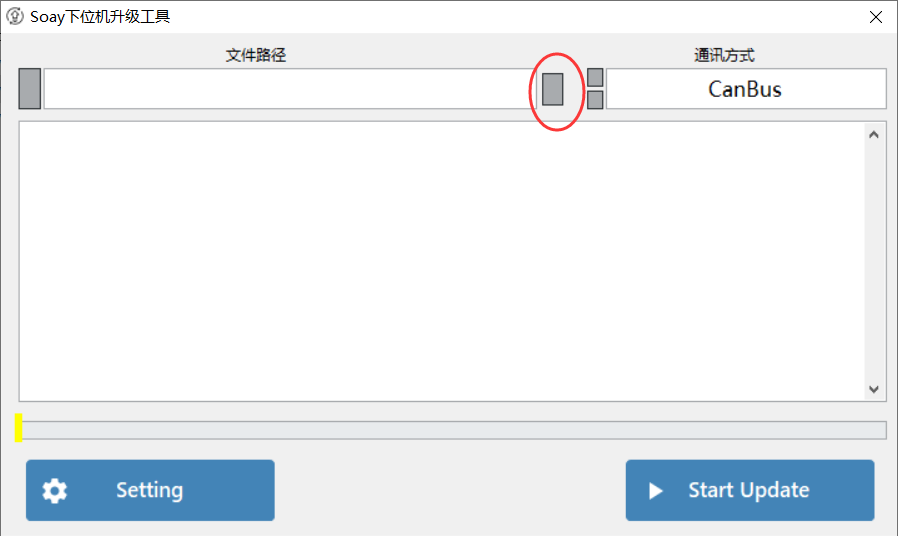 Soay下位机升级工具
文件路径
通讯方式
CanBus
Setting
Start Update